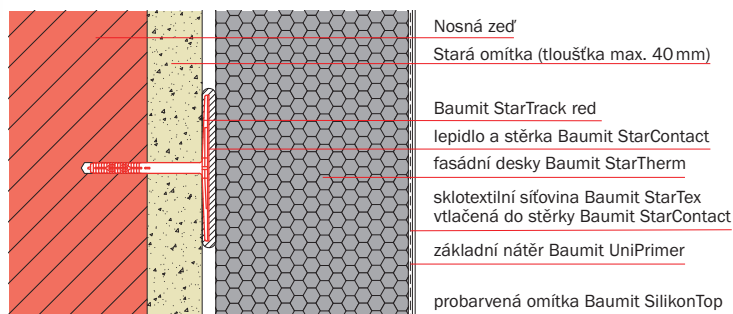 Nosná zeď
Stará omítka (tloušťka max. 40 mm)
Baumit StarTrack red
lepidlo a stěrka Baumit StarContact
fasádní desky Baumit StarTherm
sklotextilní síťovina Baumit StarTex
vtlačená do stěrky Baumit StarContact
základní nátěr Baumit UniPrimer
probarvená omítka Baumit SilikonTop